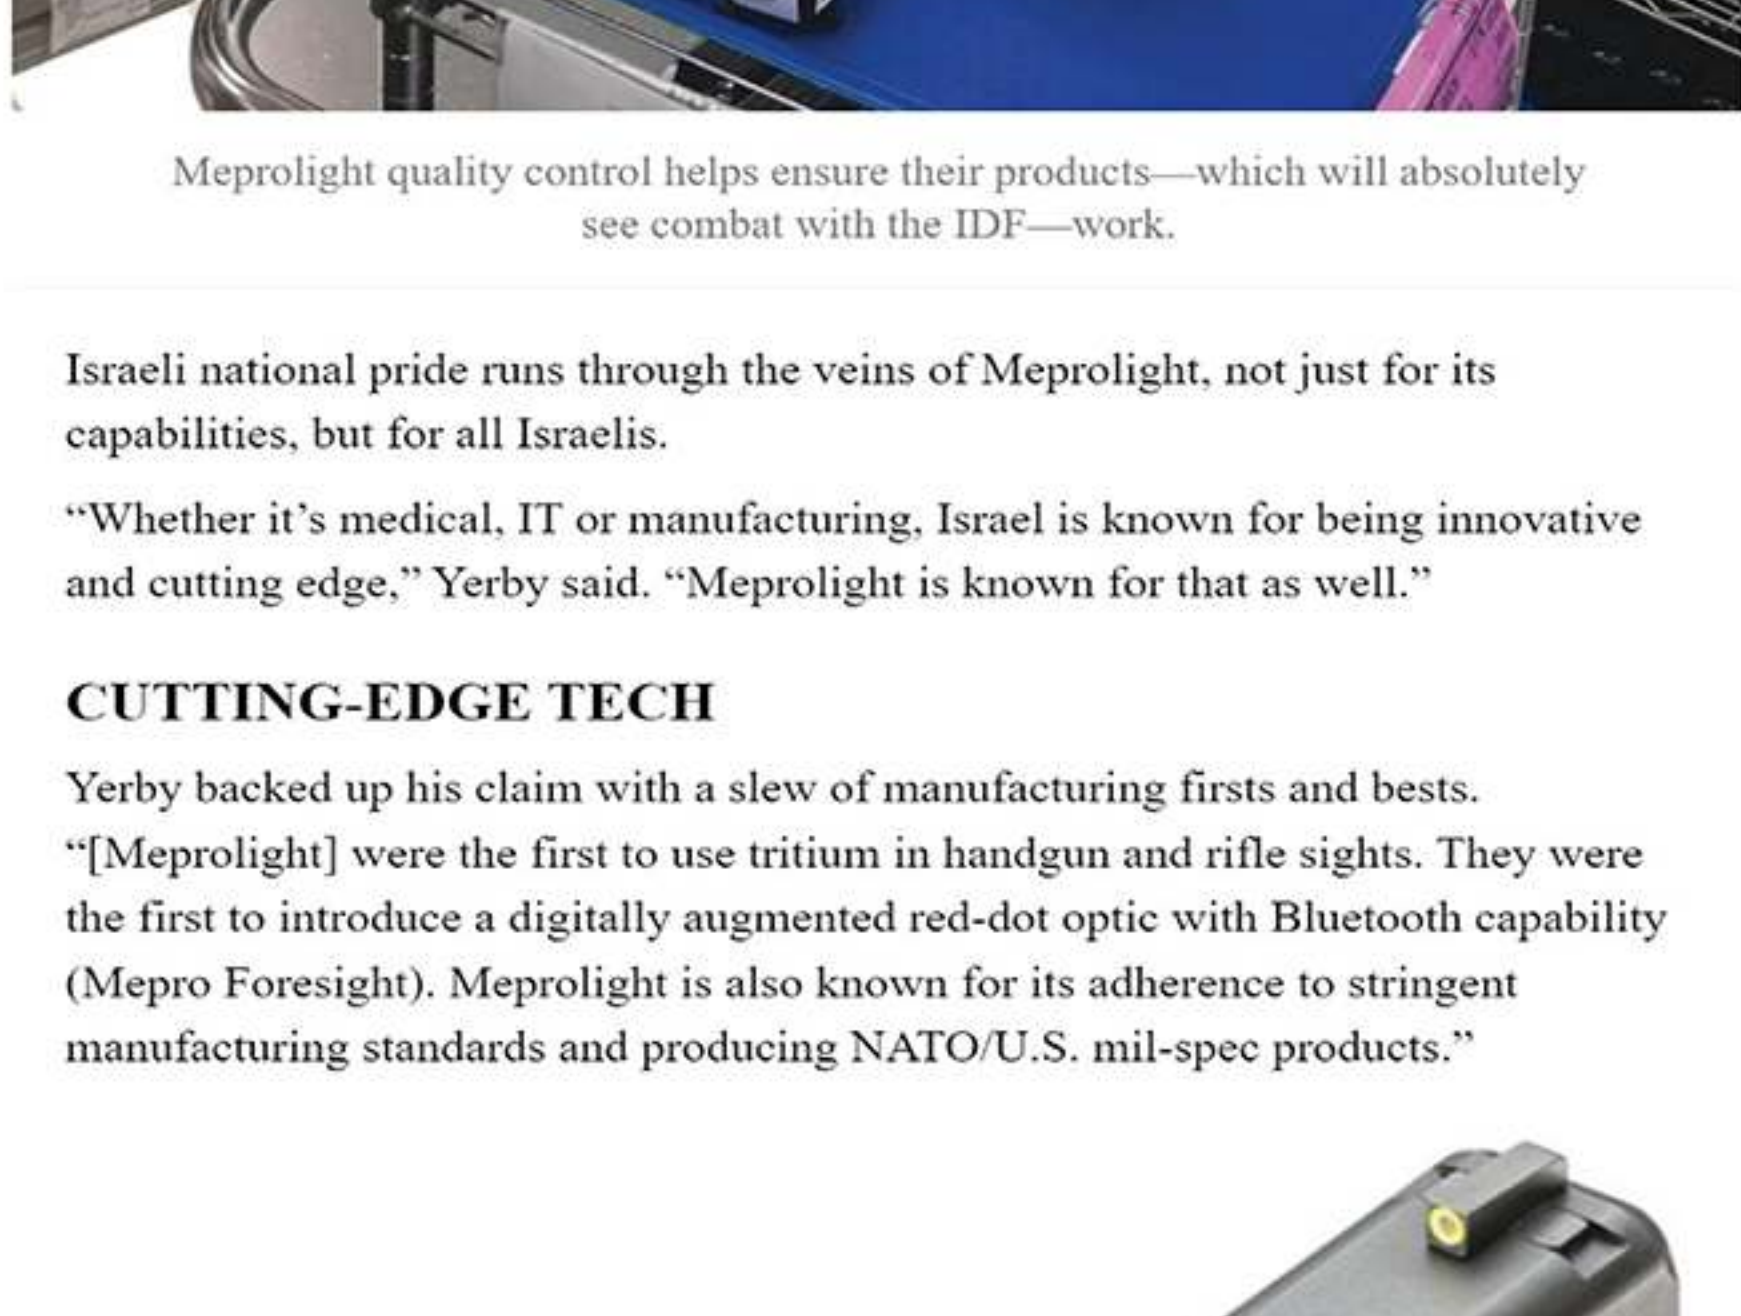 Meprolight quality control helps ensure their products—which will absolutely
see combat with the IDF—work.
Israeli national pride runs through the veins of Meprolight, not just for its
capabilities, but for all Israelis.
“Whether it’s medical, IT or manufacturing, Israel is known for being innovative
and cutting edge,” Yerby said. “Meprolight is known for that as well.”
CUTTING-EDGE TECH
Yerby backed up his claim with a slew of manufacturing firsts and bests.
“[Meprolight] were the first to use tritium in handgun and rifle sights. They were
the first to introduce a digitally augmented red-dot optic with Bluetooth capability
(Mepro Foresight). Meprolight is also known for its adherence to stringent
manufacturing standards and producing NATO/U.S. mil-spec products.”